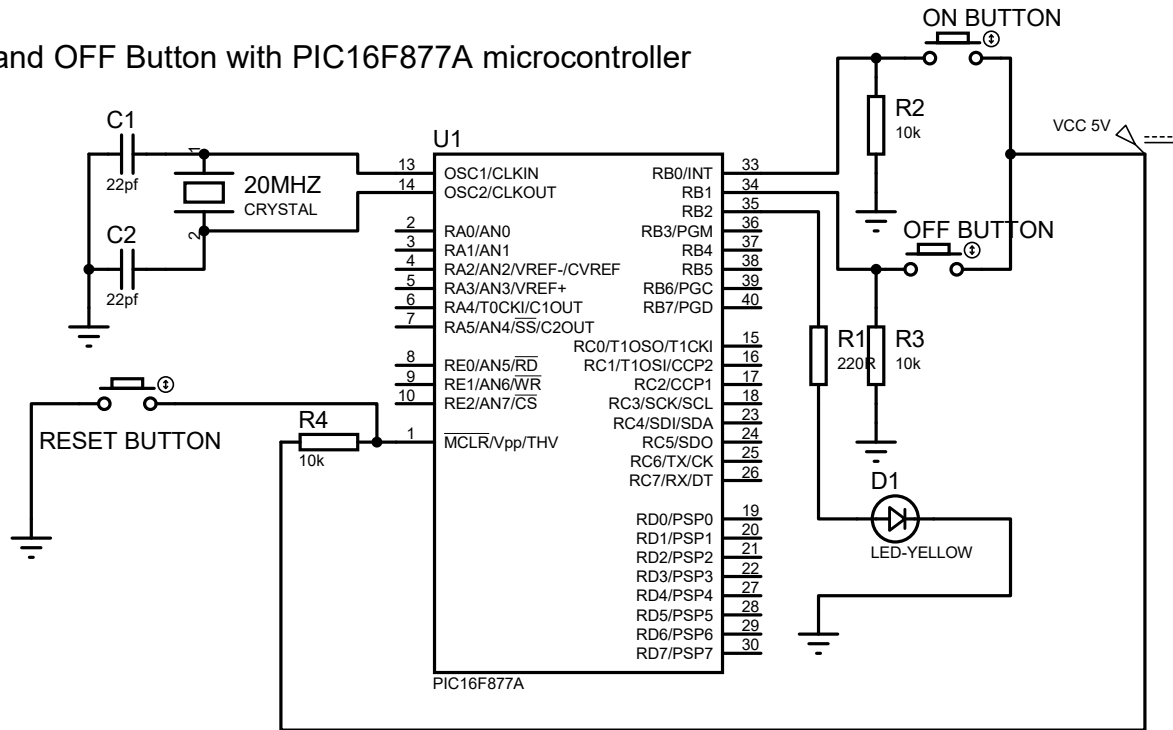 and OFF Button with PIC16F877A microcontroller
ON BUTTON
C1
22pf
1
20MHZ
CRYSTAL
2
C2
22pf
U1
13 OSC1/CLKIN
14 OSC2/CLKOUT
2 RA0/AN0
3 RA1/AN1
4 RA2/AN2/VREF-/CVREF
5 RA3/AN3/VREF+
6 RA4/T0CKI/C1OUT
7 RA5/AN4/SS/C2OUT
8 RE0/AN5/RD
9 RE1/AN6/WR
10 RE2/AN7/CS
1 MCLR/Vpp/THV
RB0/INT 33
RB1 34
RB2 35
RB3/PGM 36
RB4 37
RB5 38
RB6/PGC 39
RB7/PGD 40
RC0/T1OSO/T1CKI 15
RC1/T1OSI/CCP2 16
RC2/CCP1 17
RC3/SCK/SCL 18
RC4/SDI/SDA 23
RC5/SDO 24
RC6/TX/CK 25
RC7/RX/DT 26
RD0/PSP0 19
RD1/PSP1 20
RD2/PSP2 21
RD3/PSP3 22
RD4/PSP4 27
RD5/PSP5 28
RD6/PSP6 29
RD7/PSP7 30
PIC16F877A
R2
10k
VCC 5V
OFF BUTTON
R1
220R
R3
10k
D1
LED-YELLOW
RESET BUTTON
R4
10k